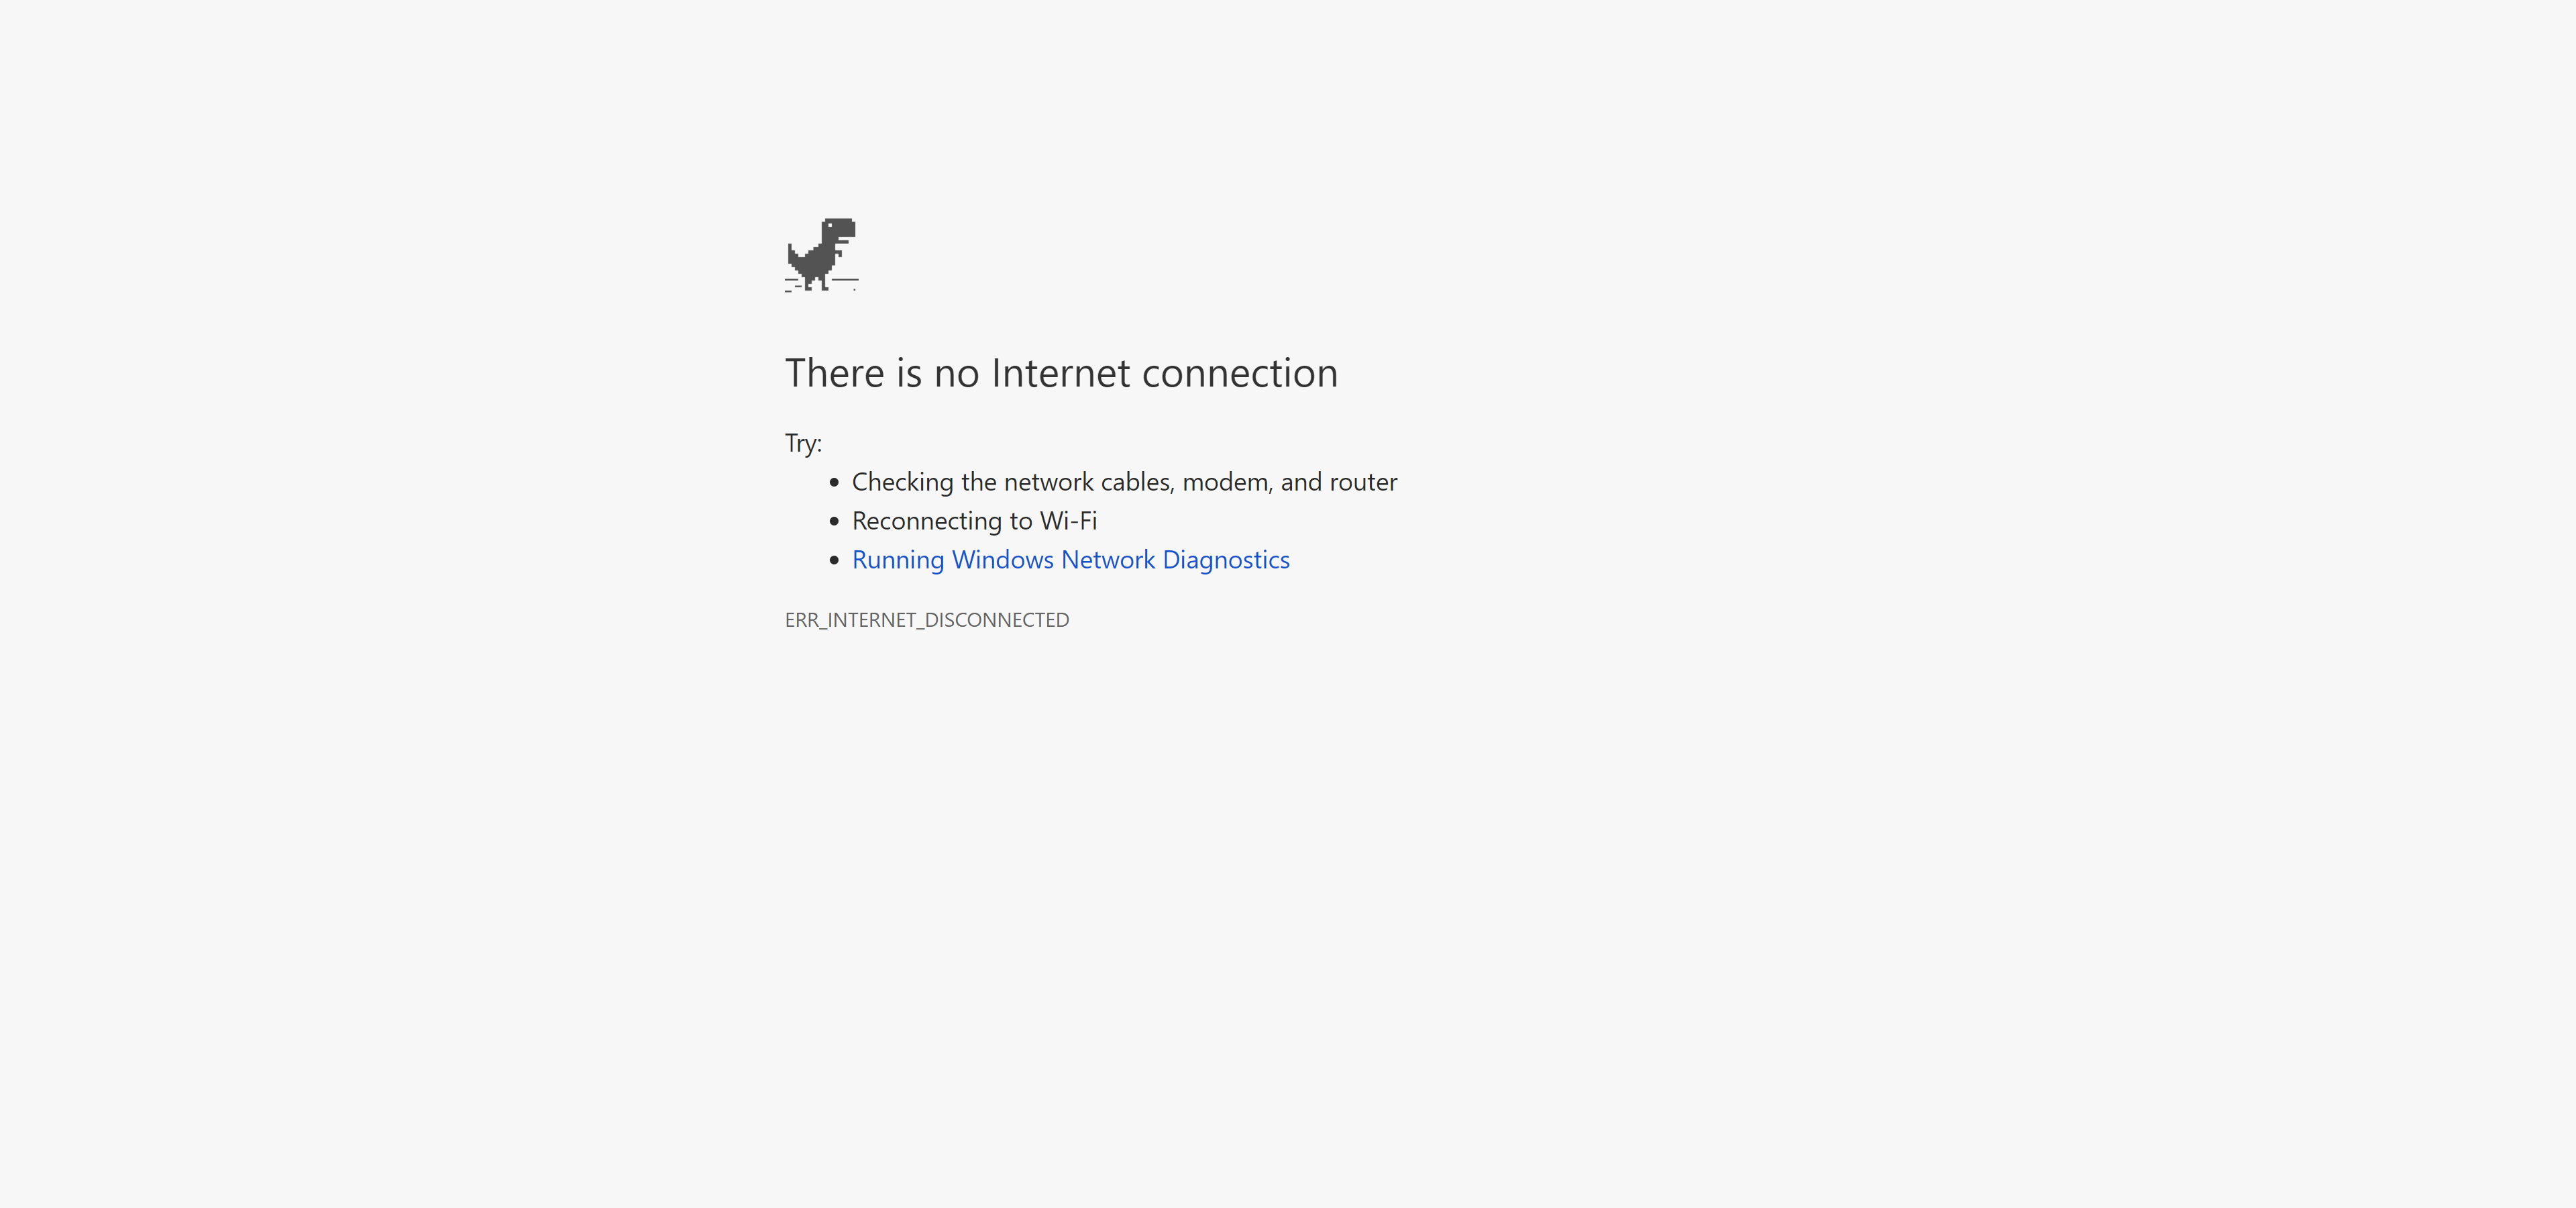 There is no Internet connection
Try:
Checking the network cables, modem, and router
Reconnecting to Wi-Fi
Running Windows Network Diagnostics
ERR_INTERNET_DISCONNECTED